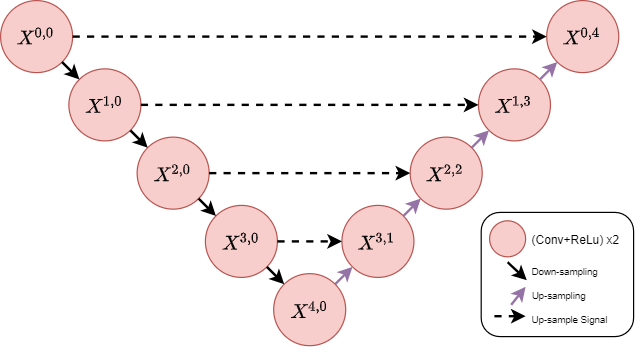 X^{0,0}
X^{0,4}
X^{1,0}
X^{1,3}
X^{2,0}
X^{2,2}
X^{3,0}
X^{3,1}
X^{4,0}
(Conv+ReLu) x2
Down-sampling
Up-sampling
Up-sample Signal